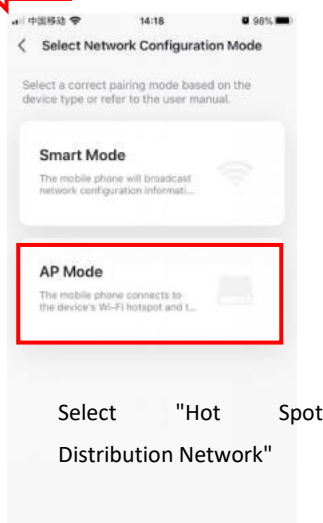 中国移动 14:18 98%
Select Network Configuration Mode
Select a correct pairing mode based on the
device type or refer to the user manual.
Smart Mode
The mobile phone will broadcast
network configuration informati...
AP Mode
The mobile phone connects to
the device's Wi-Fi hotspot and t...
Select "Hot Spot
Distribution Network"